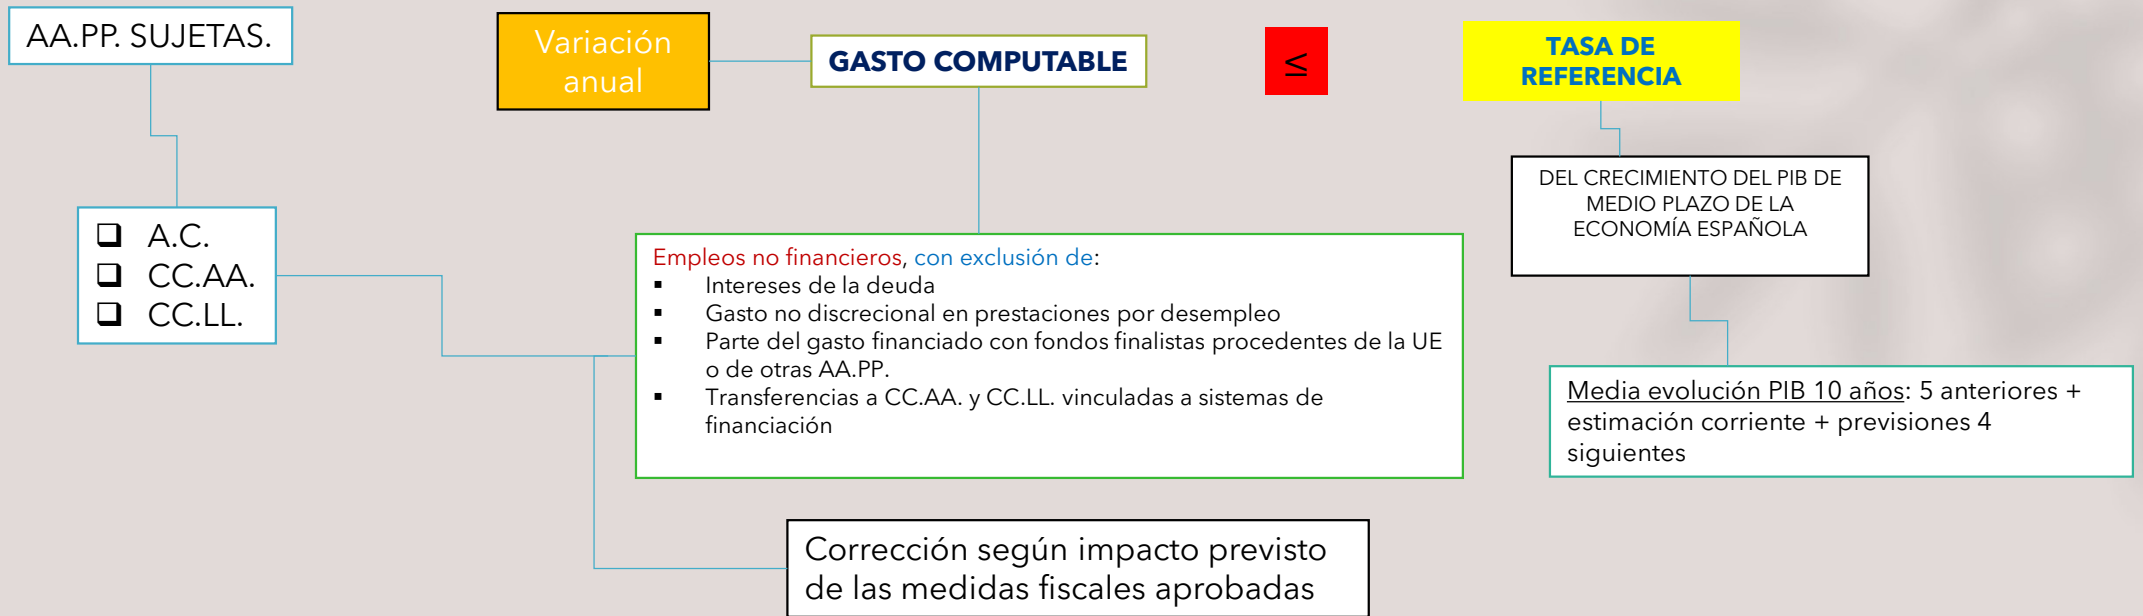 AA.PP. SUJETAS.
Variación
anual
GASTO COMPUTABLE
≤
TASA DE
REFERENCIA
DEL CRECIMIENTO DEL PIB DE
MEDIO PLAZO DE LA
ECONOMÍA ESPAÑOLA
❑ A.C.
❑ CC.AA.
❑ CC.LL.
Empleos no financieros, con exclusión de:
▪ Intereses de la deuda
▪ Gasto no discrecional en prestaciones por desempleo
▪ Parte del gasto financiado con fondos finalistas procedentes de la UE
o de otras AA.PP.
▪ Transferencias a CC.AA. y CC.LL. vinculadas a sistemas de
financiación
Media evolución PIB 10 años: 5 anteriores +
estimación corriente + previsiones 4
siguientes
Corrección según impacto previsto
de las medidas fiscales aprobadas